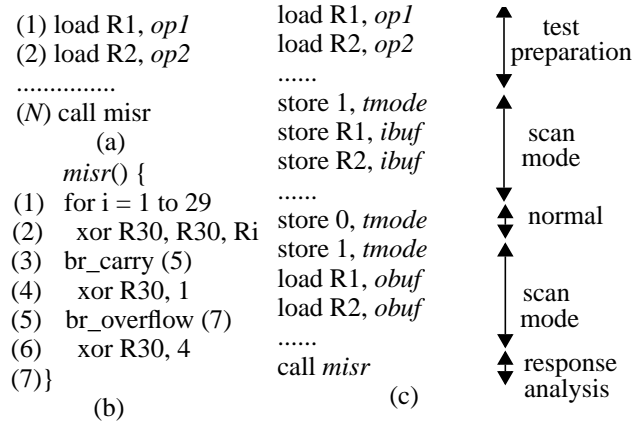 (1) load R1, op1
(2) load R2, op2
...............
(N) call misr
(a)
misr() {
(1) for i = 1 to 29
(2) xor R30, R30, Ri
(3) br_carry (5)
(4) xor R30, 1
(5) br_overflow (7)
(6) xor R30, 4
(7)}
(b)
load R1, op1
load R2, op2
......
store 1, tmode
store R1, ibuf
store R2, ibuf
......
store 0, tmode
store 1, tmode
load R1, obuf
load R2, obuf
......
call misr
(c)
test
preparation
scan
mode
normal
scan
mode
response
analysis